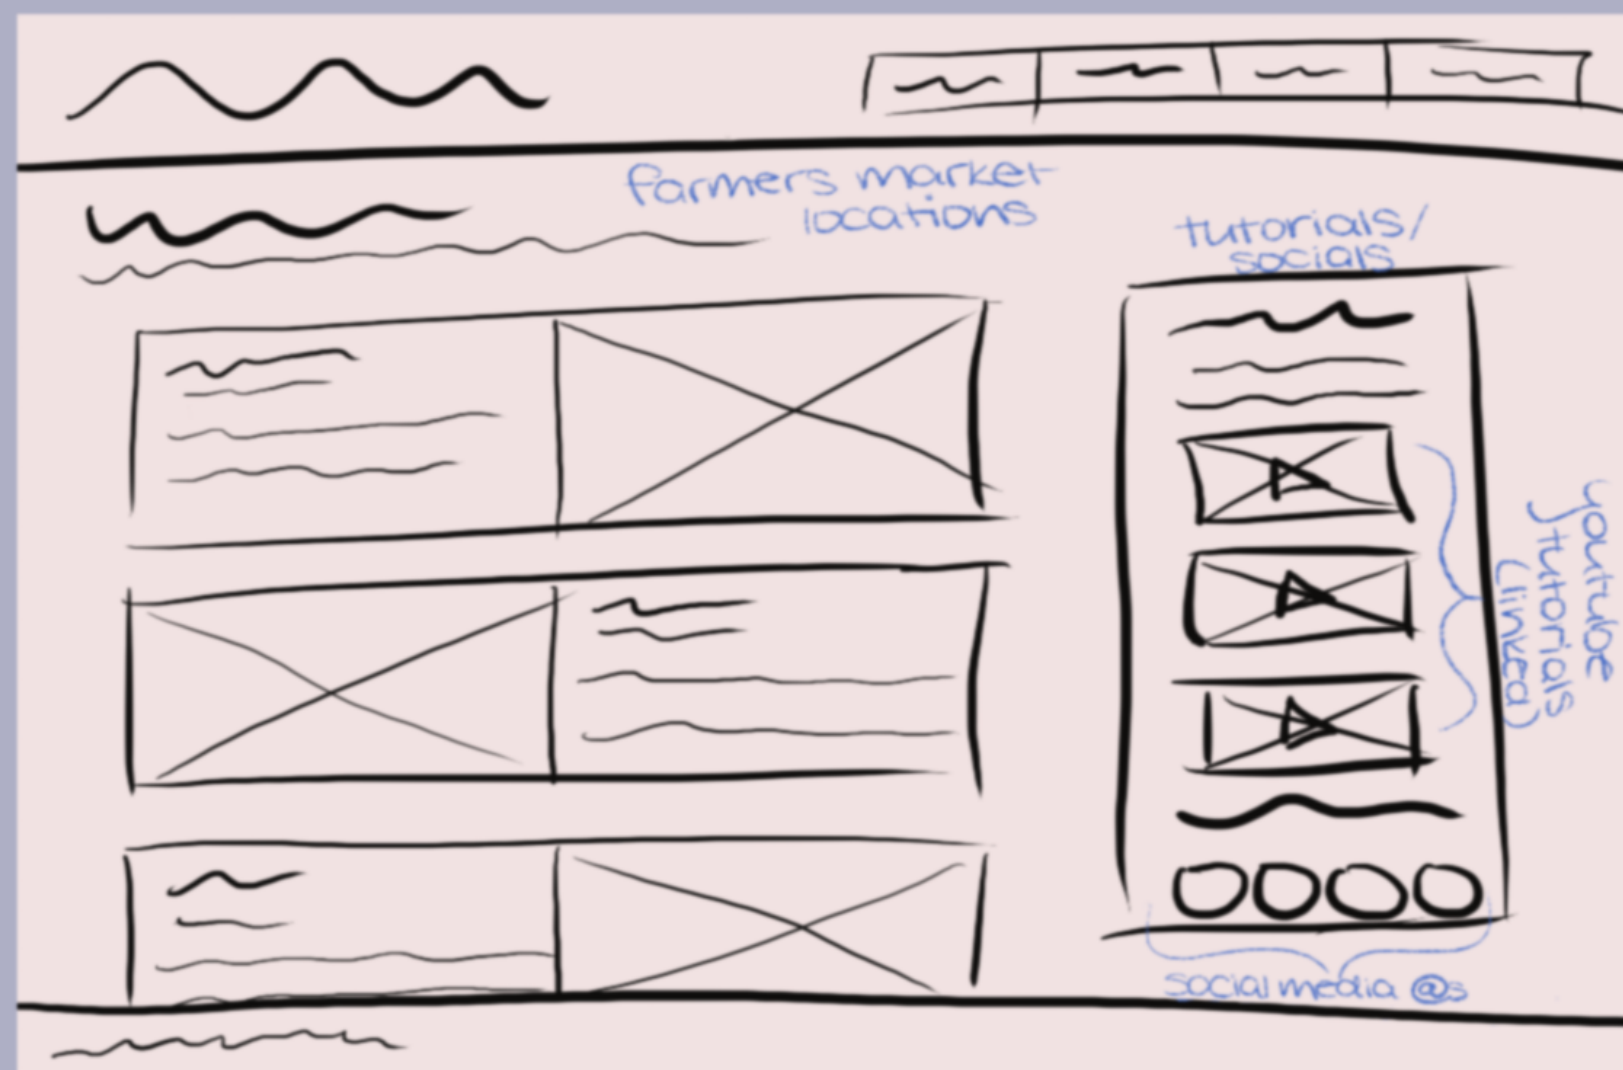 farmers market
locations
tutorials/
socials
youtube
tutorials
(linked)
social media @s